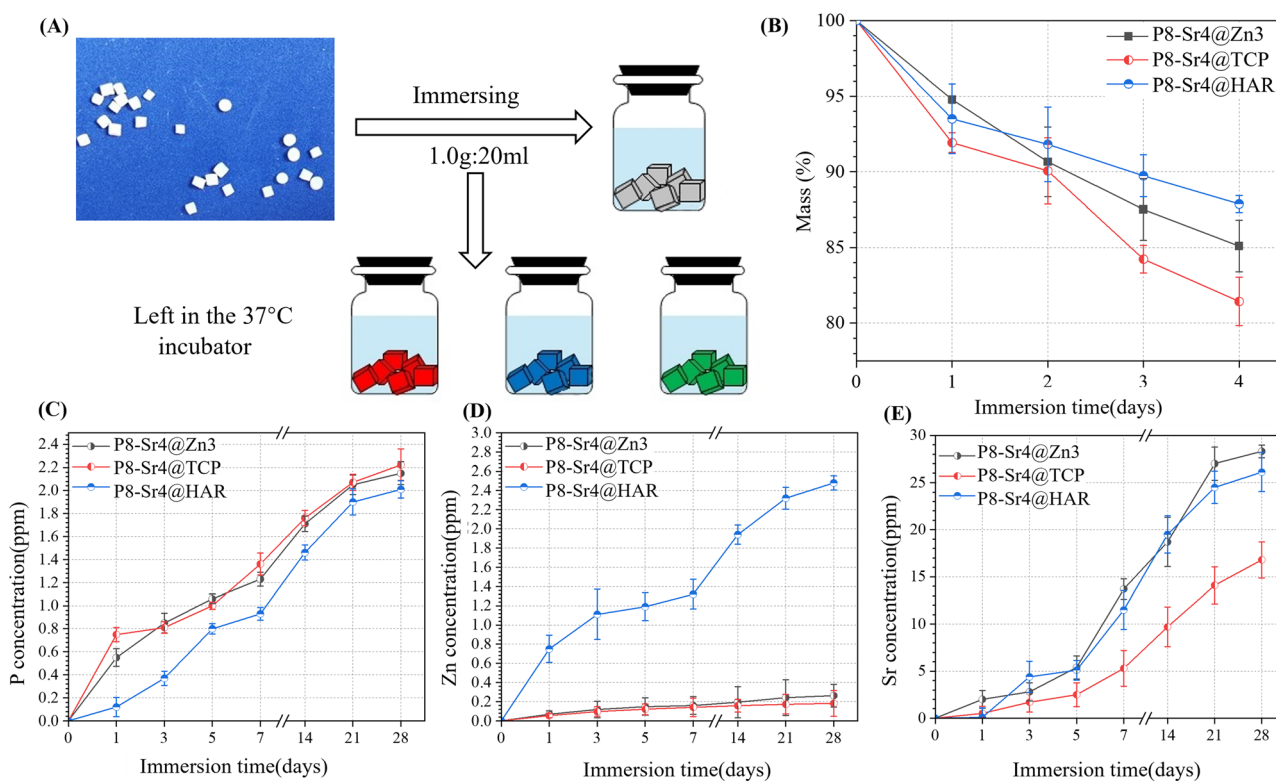 (A)
Immersing
1.0g:20ml
Left in the 37°C
incubator
(B)
P8-Sr4@Zn3
P8-Sr4@TCP
P8-Sr4@HAR
100
95
90
85
80
Mass (%)
0 1 2 3 4
Immersion time(days)
(C)
P8-Sr4@Zn3
P8-Sr4@TCP
P8-Sr4@HAR
2.4
2.2
2.0
1.8
1.6
1.4
1.2
1.0
0.8
0.6
0.4
0.2
0.0
P concentration(ppm)
0 1 3 5 7 14 21 28
Immersion time(days)
(D)
P8-Sr4@Zn3
P8-Sr4@TCP
P8-Sr4@HAR
3.0
2.8
2.6
2.4
2.2
2.0
1.8
1.6
1.4
1.2
1.0
0.8
0.6
0.4
0.2
0.0
Zn concentration(ppm)
0 1 3 5 7 14 21 28
Immersion time(days)
(E)
P8-Sr4@Zn3
P8-Sr4@TCP
P8-Sr4@HAR
30
25
20
15
10
5
0
Sr concentration(ppm)
0 1 3 5 7 14 21 28
Immersion time(days)